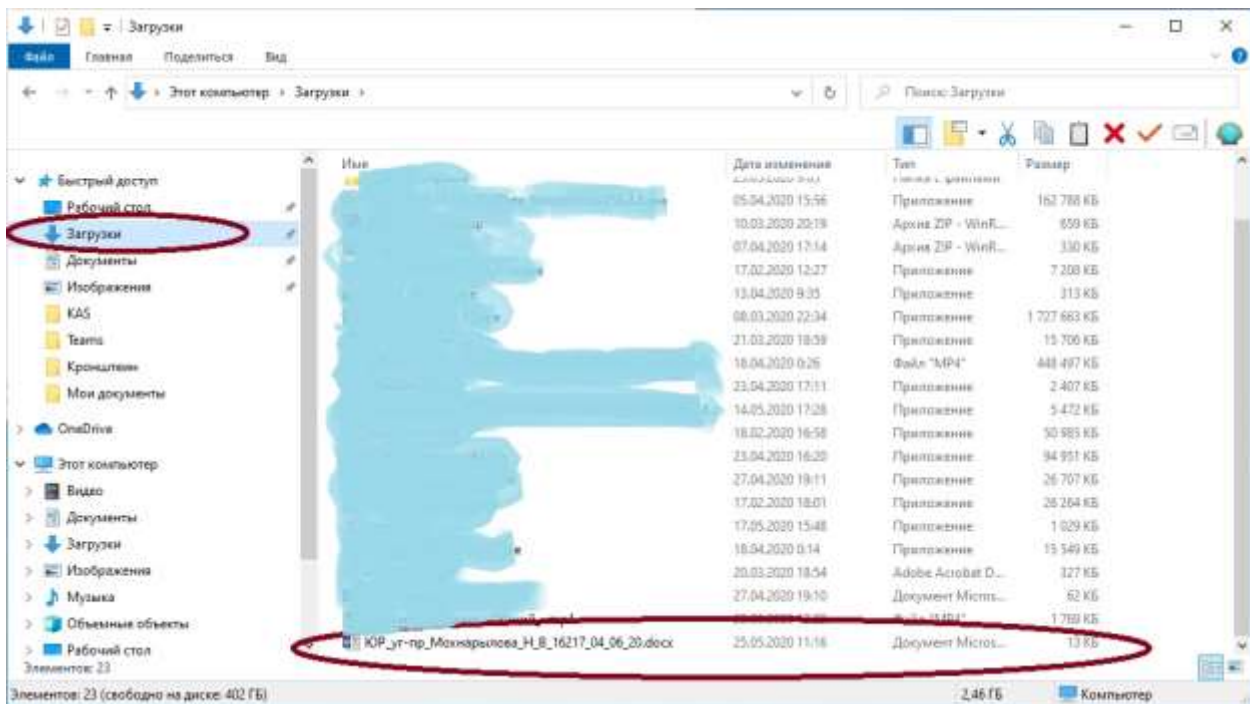 Загрузки
Файл Главная Поделиться Вид
Этот компьютер › Загрузки ›
Поиск: Загрузки
Имя Дата изменения Тип Размер
Быстрый доступ
Рабочий стол
Загрузки
Документы
Изображения
KAS
Teams
Кронштейн
Мои документы
OneDrive
Этот компьютер
Видео
Документы
Загрузки
Изображения
Музыка
Объемные объекты
Рабочий стол
05.04.2020 15:56 Приложение 162 788 КБ
10.03.2020 20:19 Архив ZIP - WinR... 659 КБ
07.04.2020 17:14 Архив ZIP - WinR... 330 КБ
17.02.2020 12:27 Приложение 7 208 КБ
13.04.2020 9:35 Приложение 313 КБ
08.03.2020 22:34 Приложение 1 727 663 КБ
21.03.2020 18:59 Приложение 15 706 КБ
18.04.2020 0:26 Файл "MP4" 448 497 КБ
23.04.2020 17:11 Приложение 2 407 КБ
14.05.2020 17:28 Приложение 5 472 КБ
18.02.2020 16:58 Приложение 50 985 КБ
23.04.2020 16:20 Приложение 94 951 КБ
27.04.2020 19:11 Приложение 26 707 КБ
17.02.2020 18:01 Приложение 26 264 КБ
17.05.2020 15:48 Приложение 1 029 КБ
18.04.2020 0:14 Приложение 15 549 КБ
20.03.2020 18:54 Adobe Acrobat D... 327 КБ
27.04.2020 19:10 Документ Micros... 62 КБ
Файл "MP4" 1 769 КБ
ЮР_уг-пр_Мохнарылова_Н_В_16217_04_06_20.docx 25.05.2020 11:16 Документ Micros... 13 КБ
Элементов: 23
Элементов: 23 (свободно на диске: 402 ГБ) 2,46 ГБ Компьютер